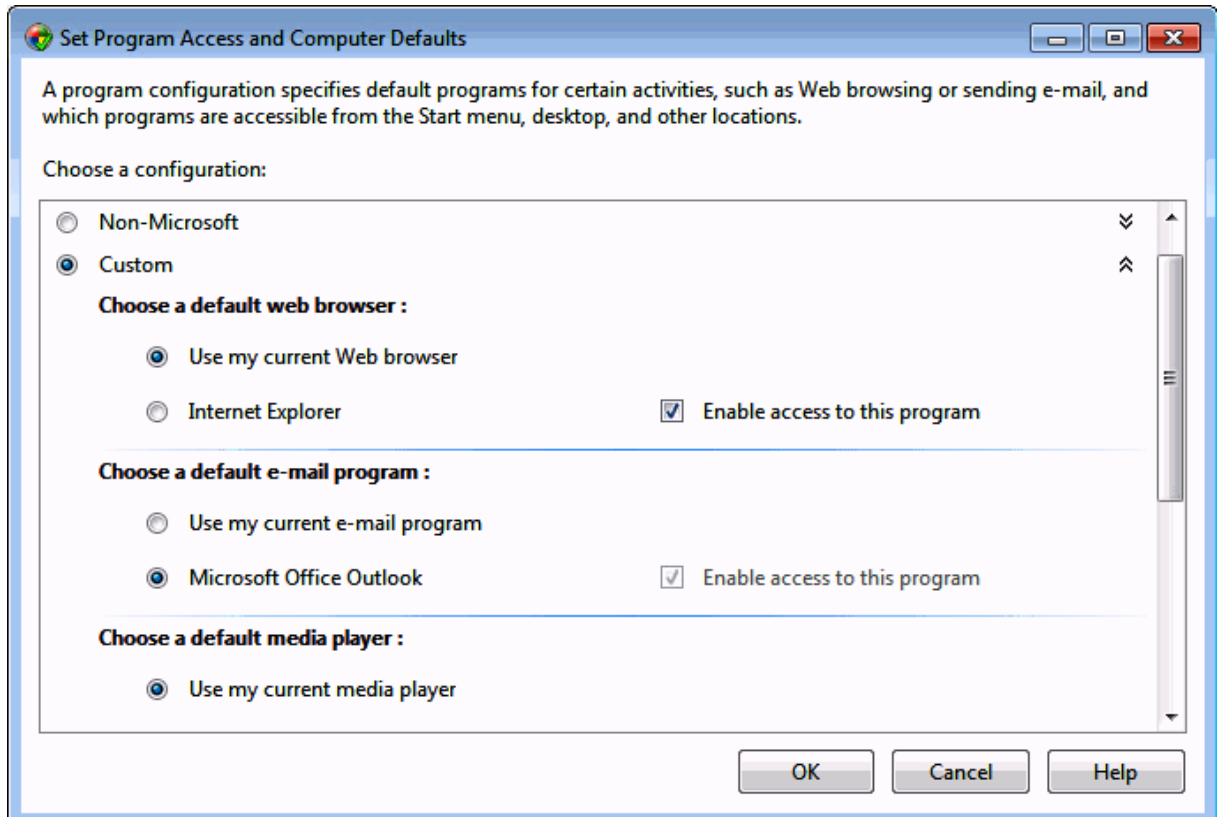 Set Program Access and Computer Defaults
A program configuration specifies default programs for certain activities, such as Web browsing or sending e-mail, and
which programs are accessible from the Start menu, desktop, and other locations.
Choose a configuration:
Non-Microsoft
Custom
Choose a default web browser :
Use my current Web browser
Internet Explorer Enable access to this program
Choose a default e-mail program :
Use my current e-mail program
Microsoft Office Outlook Enable access to this program
Choose a default media player :
Use my current media player
OK Cancel Help